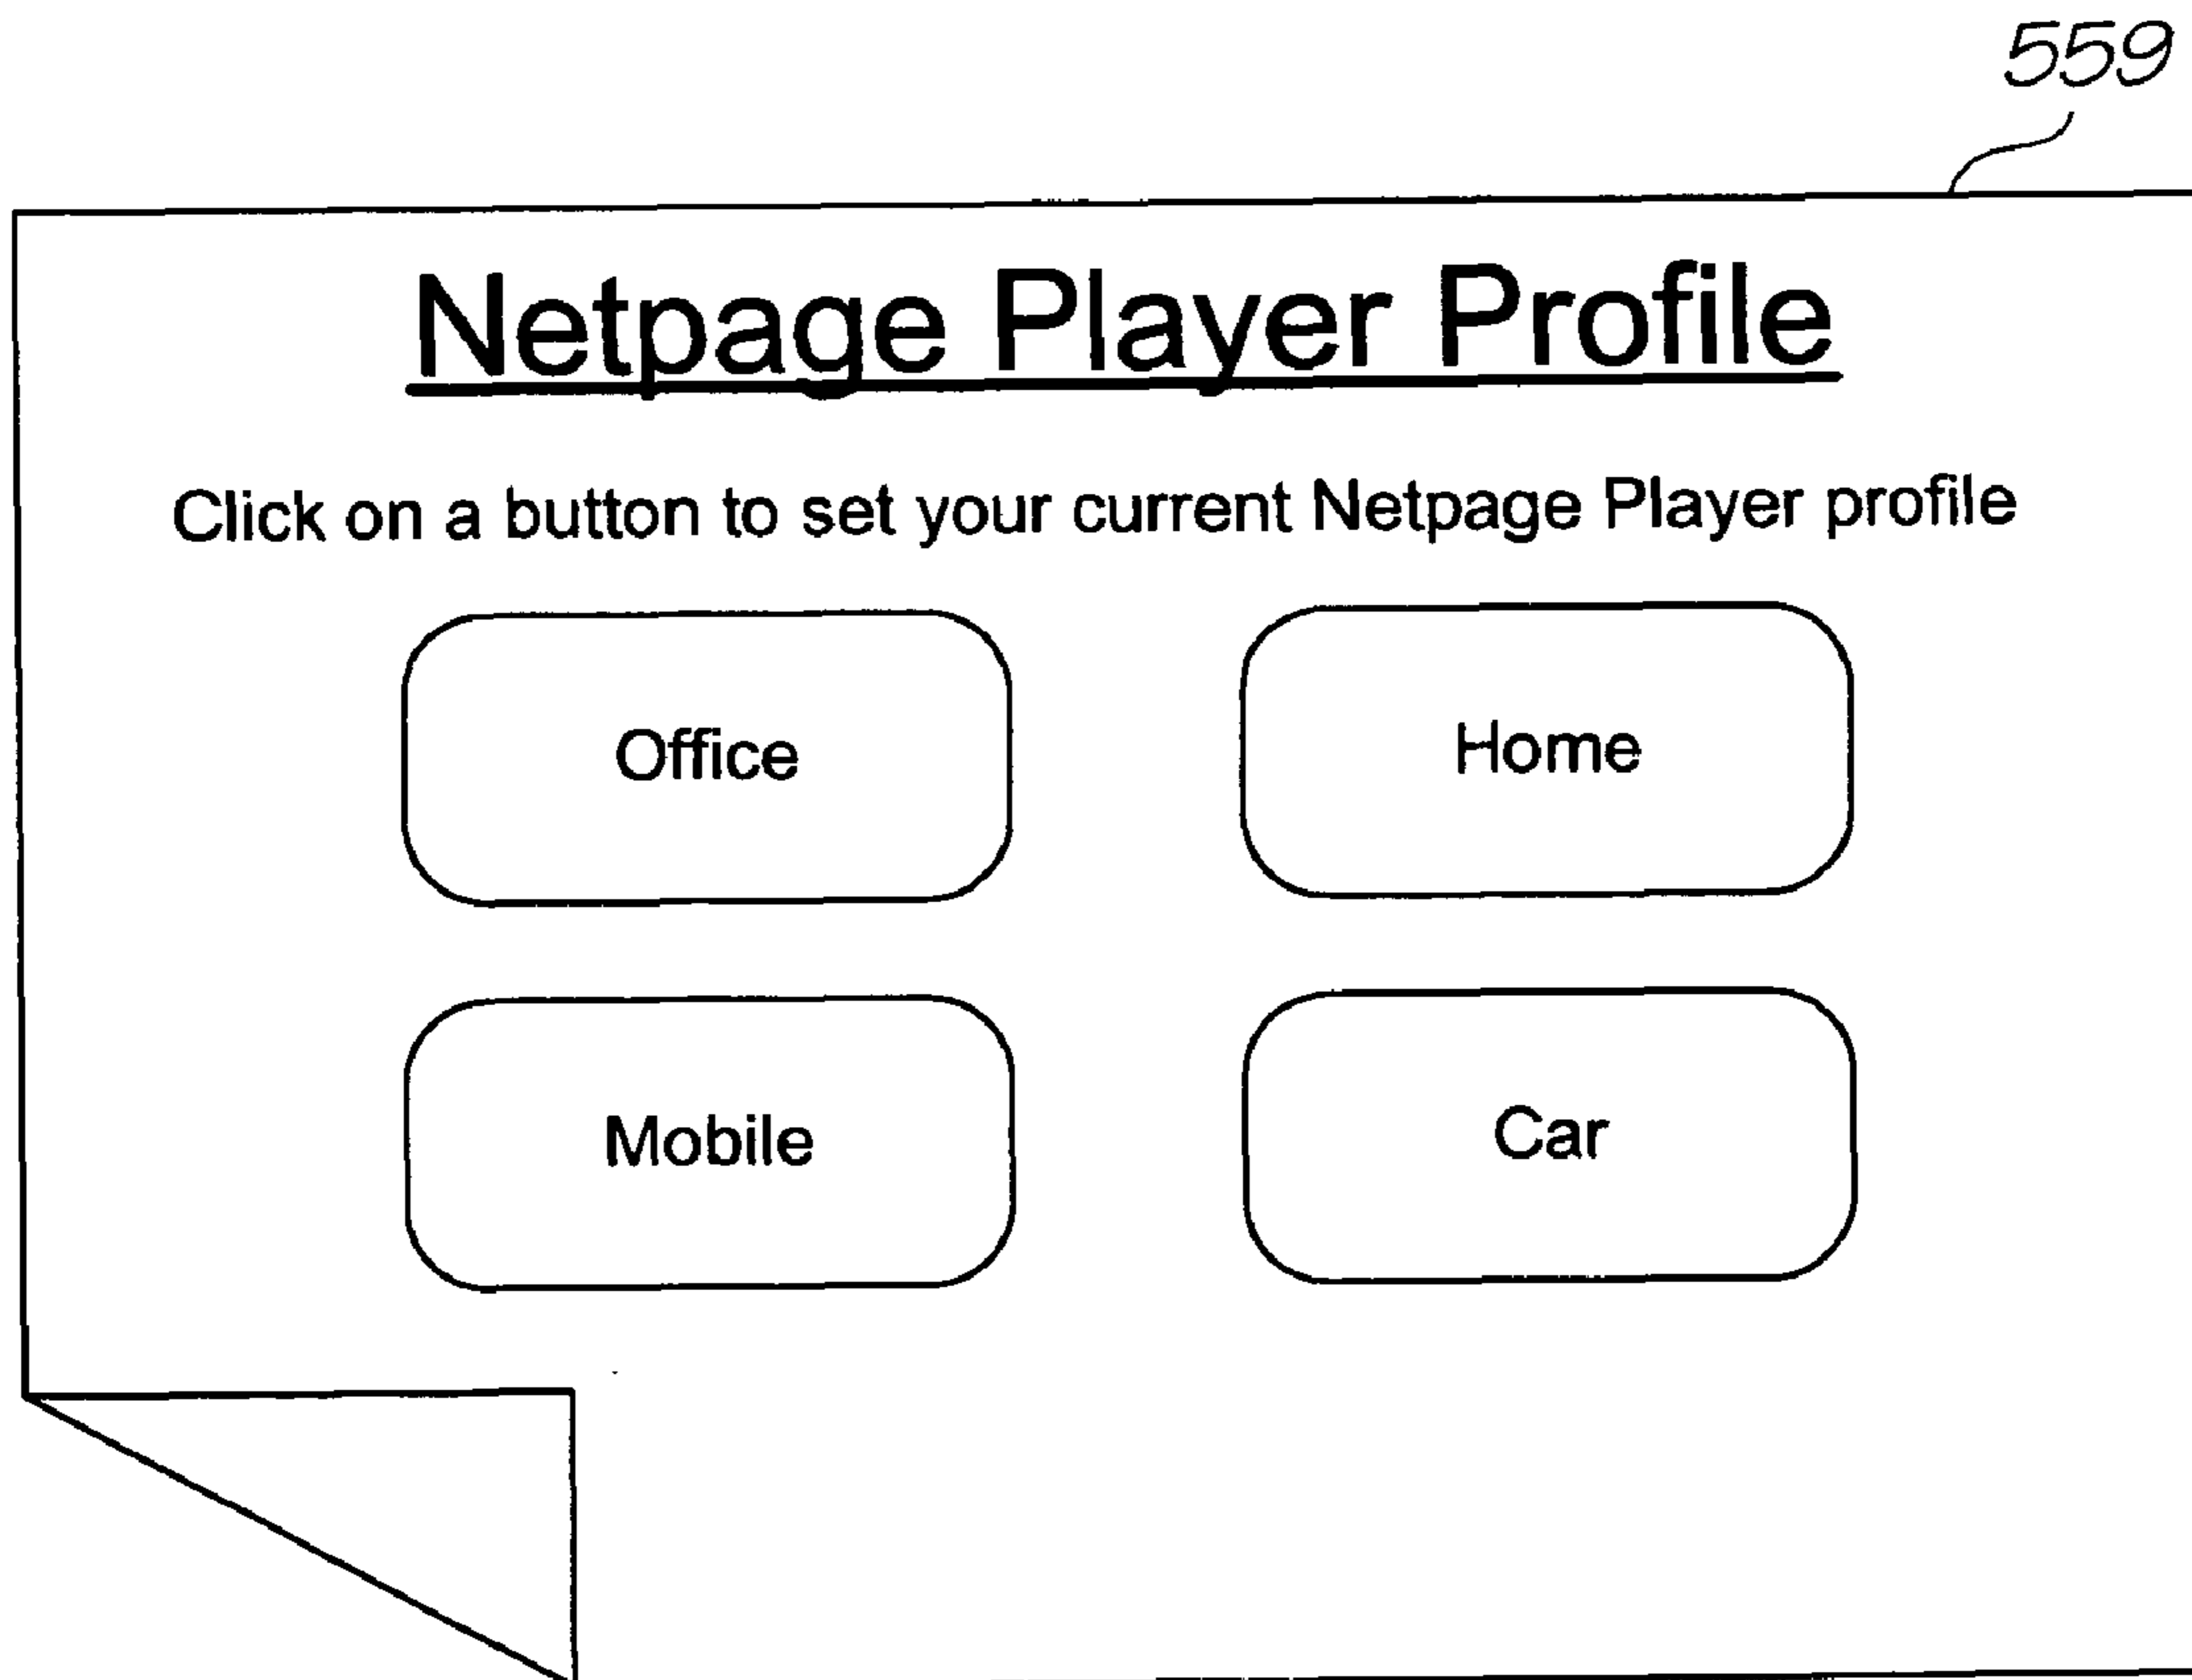 559
Netpage Player Profile
Click on a button to set your current Netpage Player profile
Office Home
Mobile Car